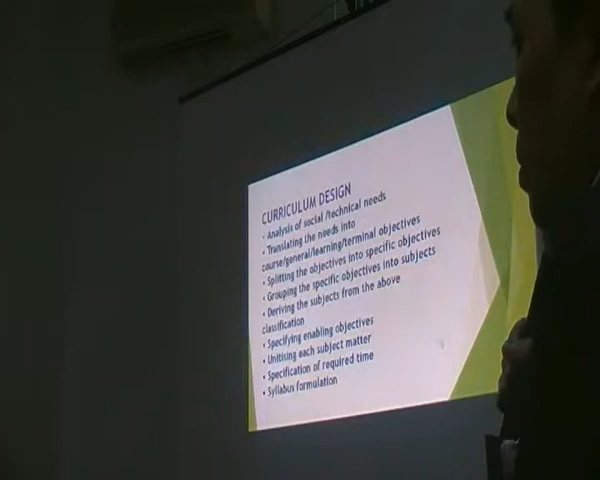 CURRICULUM DESIGN
• Analysis of social /technical needs
• Translating the needs into
course/general/learning/terminal objectives
• Splitting the objectives into specific objectives
• Grouping the specific objectives into subjects
• Deriving the subjects from the above
classification
• Specifying enabling objectives
• Unitising each subject matter
• Specification of required time
• Syllabus formulation